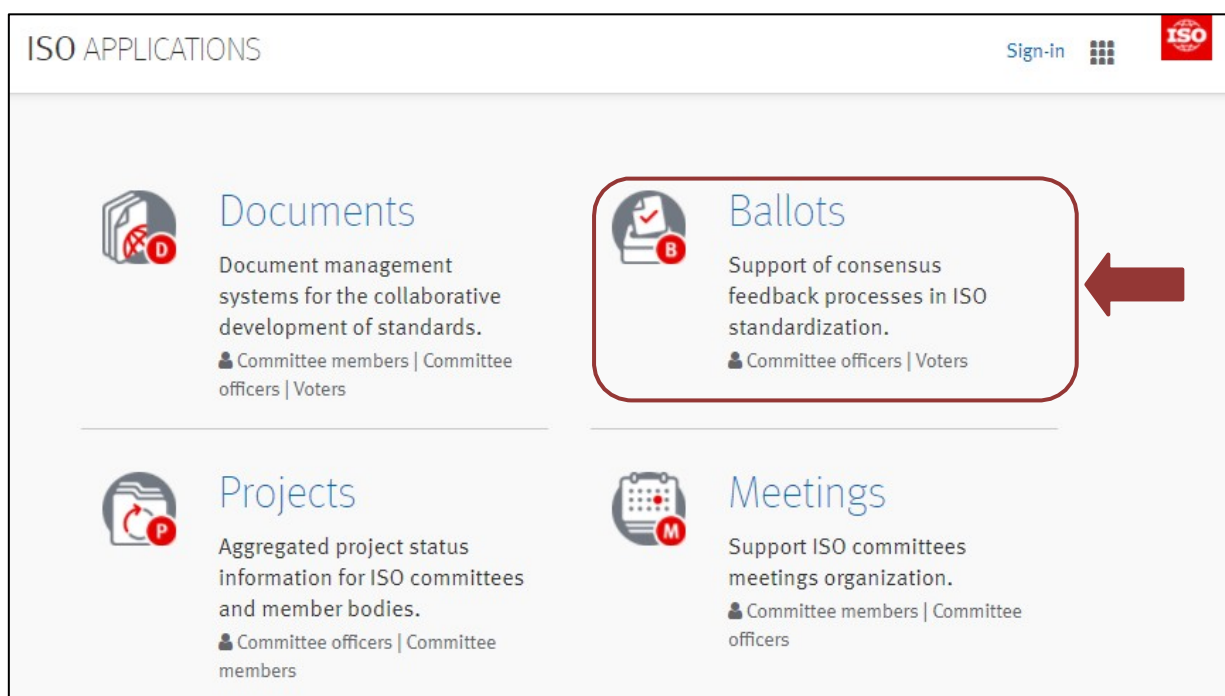 ISO APPLICATIONS
Sign-in
ISO
Documents
Document management
systems for the collaborative
development of standards.
Committee members | Committee
officers | Voters
D
Ballots
Support of consensus
feedback processes in ISO
standardization.
Committee officers | Voters
B
Projects
Aggregated project status
information for ISO committees
and member bodies.
Committee officers | Committee
members
P
Meetings
Support ISO committees
meetings organization.
Committee members | Committee
officers
M